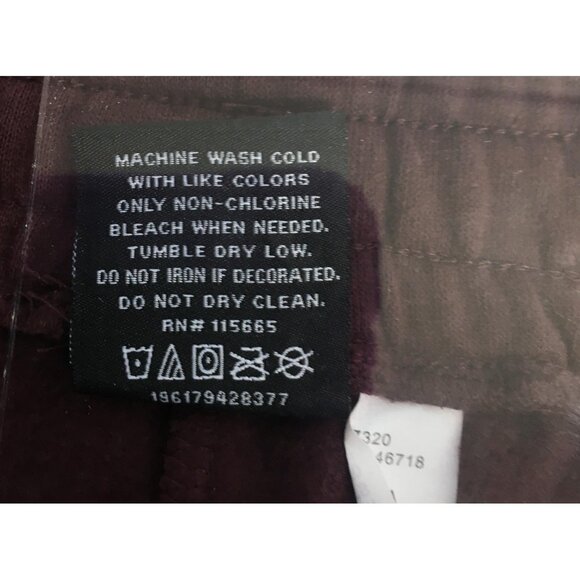 MACHINE WASH COLD
WITH LIKE COLORS
ONLY NON-CHLORINE
BLEACH WHEN NEEDED.
TUMBLE DRY LOW.
DO NOT IRON IF DECORATED.
DO NOT DRY CLEAN.
RN# 115665
196179428377
7320
46718